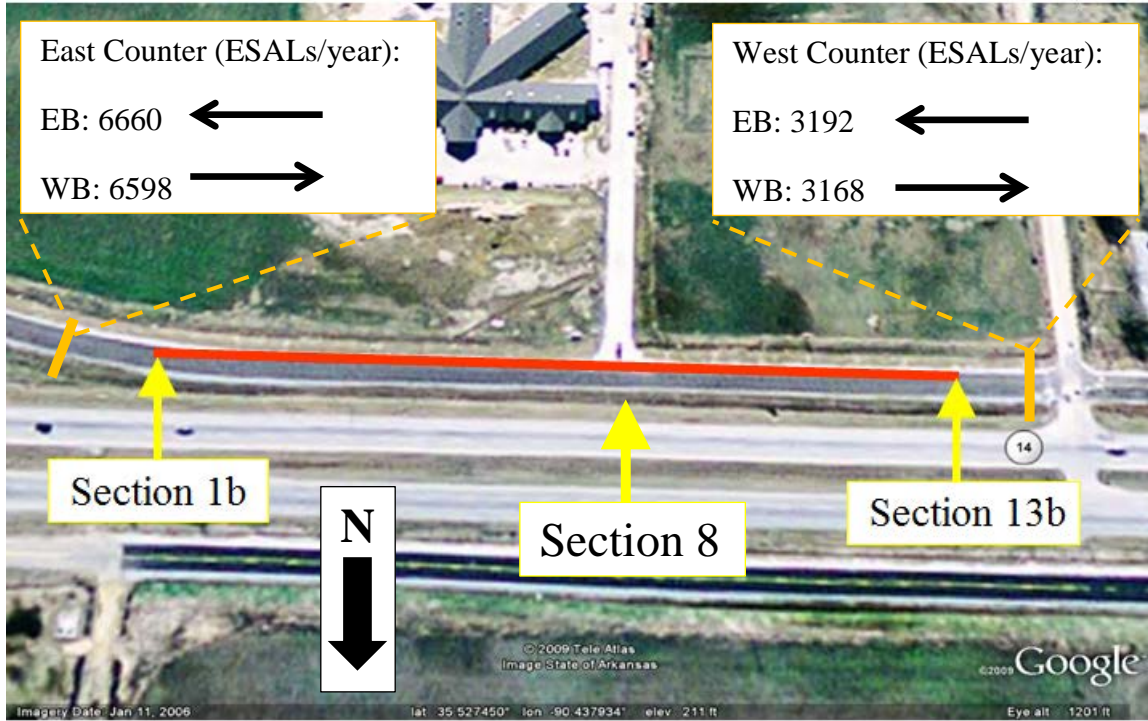 East Counter (ESALs/year):
EB: 6660
WB: 6598
West Counter (ESALs/year):
EB: 3192
WB: 3168
14
Section 1b
N
Section 8
Section 13b
© 2009 Tele Atlas
Image State of Arkansas
©2009 Google
Imagery Date: Jan 11, 2006
lat 35.527450° lon -90.437934° elev 211 ft
Eye alt 1201 ft